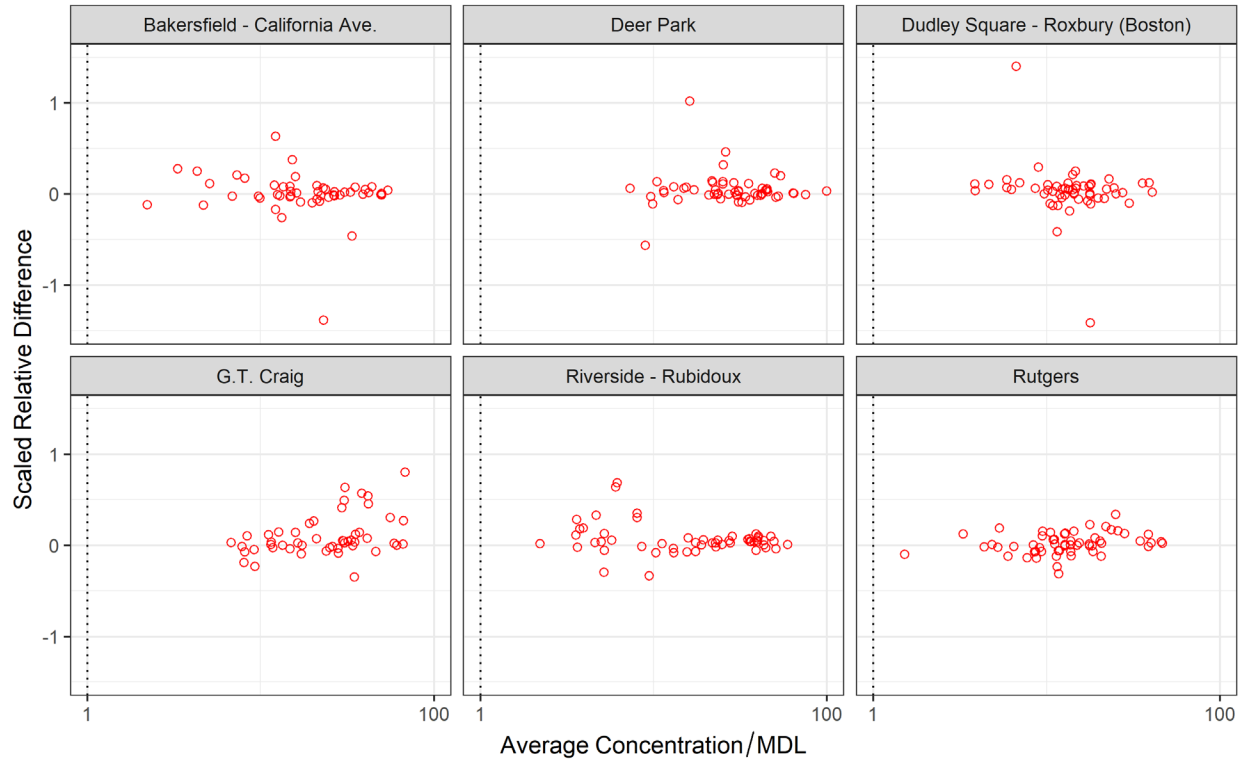 Bakersfield - California Ave.
Deer Park
Dudley Square - Roxbury (Boston)
1
0
-1
G.T. Craig
Riverside - Rubidoux
Rutgers
1
0
-1
1
100
1
100
1
100
Scaled Relative Difference
Average Concentration/MDL